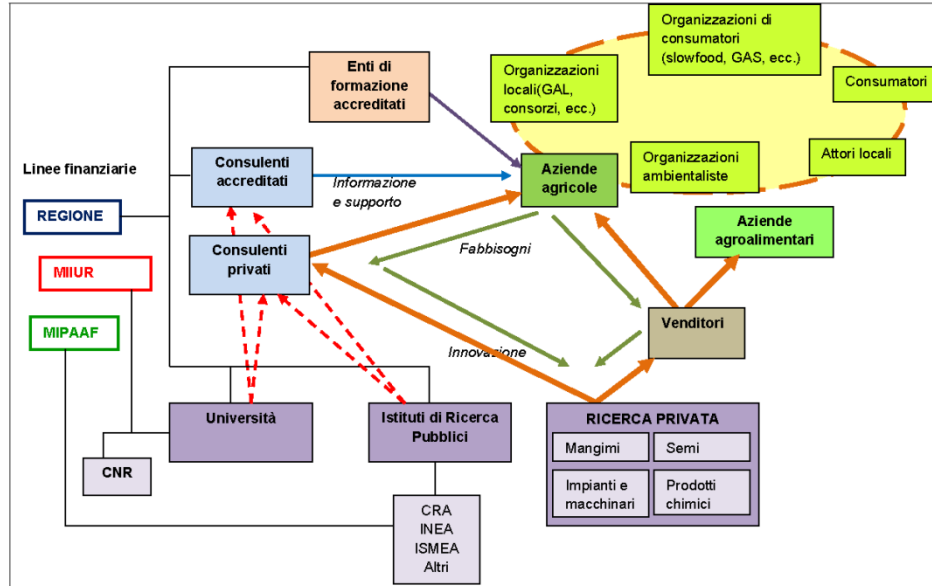 Organizzazioni di
consumatori
(slowfood, GAS, ecc.)
Enti di
formazione
accreditati
Organizzazioni
locali(GAL,
consorzi, ecc.)
Consumatori
Linee finanziarie
Consulenti
accreditati
Informazione
e supporto
Aziende
agricole
Organizzazioni
ambientaliste
Attori locali
REGIONE
Consulenti
privati
Fabbisogni
Aziende
agroalimentari
MIIUR
MIPAAF
Venditori
Innovazione
Università
Istituti di Ricerca
Pubblici
RICERCA PRIVATA
Mangimi
Semi
Impianti e
macchinari
Prodotti
chimici
CNR
CRA
INEA
ISMEA
Altri